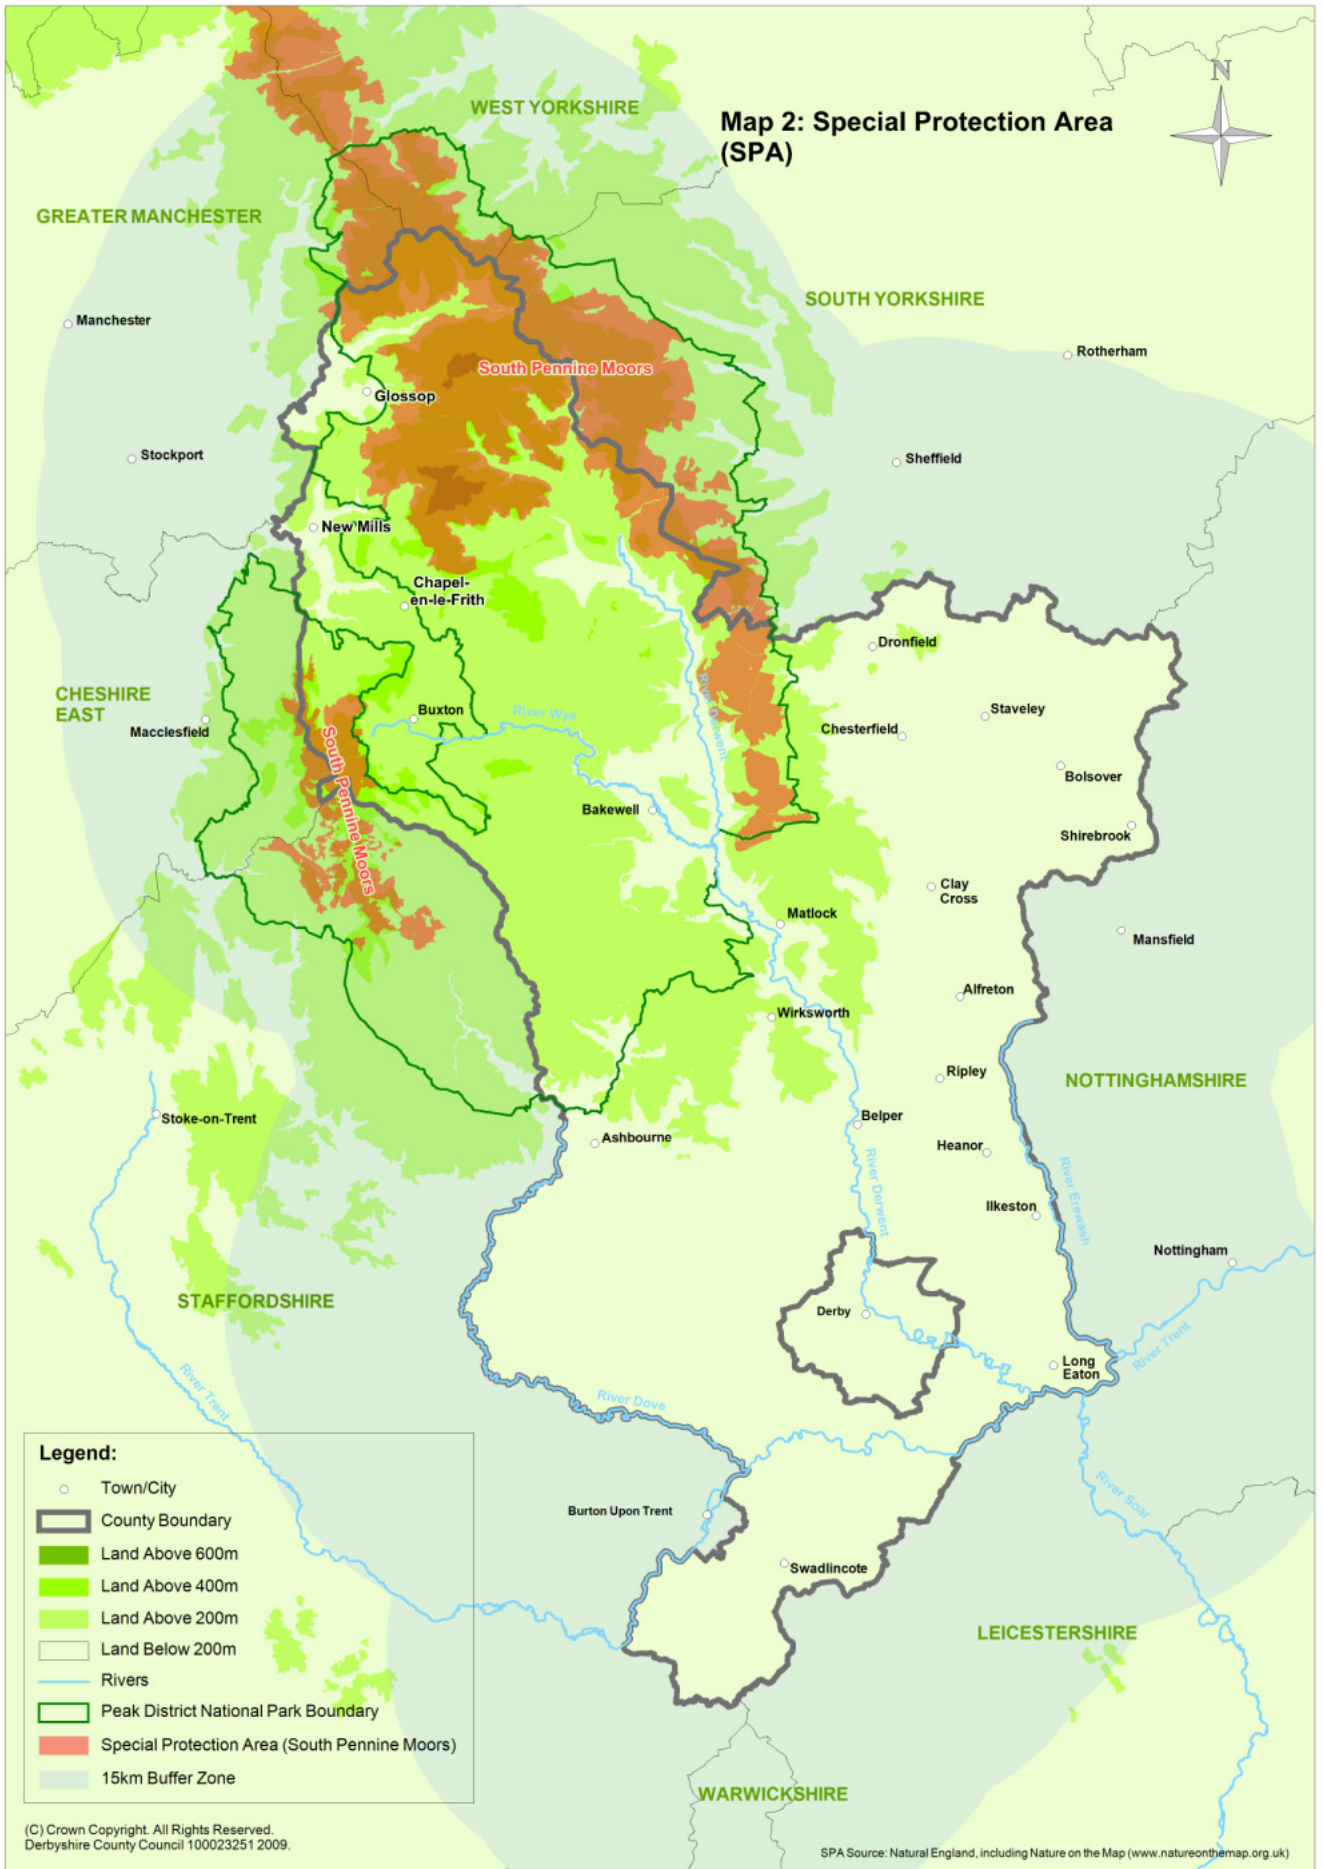 N
Map 2: Special Protection Area
(SPA)
WEST YORKSHIRE
GREATER MANCHESTER
SOUTH YORKSHIRE
Manchester
Rotherham
South Pennine Moors
Glossop
Stockport
Sheffield
New Mills
Chapel-
en-le-Frith
Dronfield
River Derwent
CHESHIRE
EAST
Macclesfield
Buxton
River Wye
Staveley
Chesterfield
South Pennine Moors
Bolsover
Bakewell
Shirebrook
Clay
Cross
Matlock
Mansfield
Alfreton
Wirksworth
Ripley
NOTTINGHAMSHIRE
Stoke-on-Trent
Belper
Ashbourne
Heanor
River Derwent
River Erewash
Ilkeston
Nottingham
STAFFORDSHIRE
Derby
River Trent
River Trent
Long
Eaton
River Dove
River Soar
Burton Upon Trent
Swadlincote
LEICESTERSHIRE
WARWICKSHIRE
Legend:
Town/City
County Boundary
Land Above 600m
Land Above 400m
Land Above 200m
Land Below 200m
Rivers
Peak District National Park Boundary
Special Protection Area (South Pennine Moors)
15km Buffer Zone
(C) Crown Copyright. All Rights Reserved.
Derbyshire County Council 100023251 2009.
SPA Source: Natural England, including Nature on the Map (www.natureonthemap.org.uk)